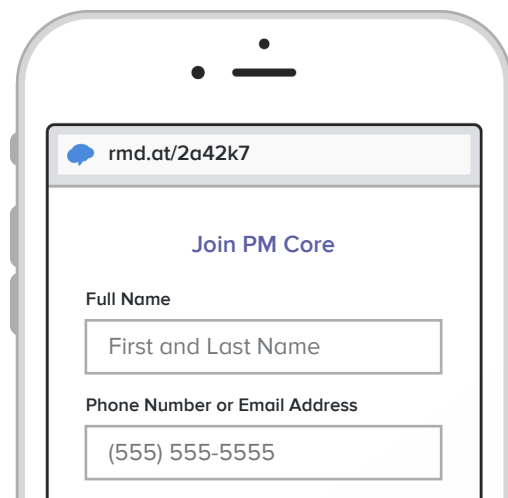 rmd.at/2a42k7
Join PM Core
Full Name
First and Last Name
Phone Number or Email Address
(555) 555-5555